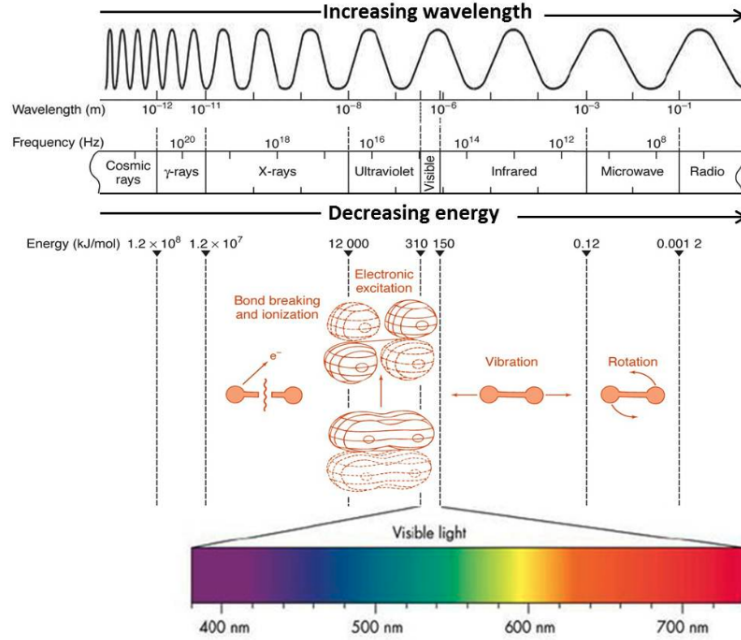 Increasing wavelength
Wavelength (m) 10⁻¹² 10⁻¹¹ 10⁻⁸ 10⁻⁶ 10⁻³ 10⁻¹
Frequency (Hz) 10²⁰ 10¹⁸ 10¹⁶ 10¹⁴ 10¹² 10⁸
Cosmic rays γ-rays X-rays Ultraviolet Visible Infrared Microwave Radio
Decreasing energy
Energy (kJ/mol) 1.2 × 10⁸ 1.2 × 10⁷ 12 000 310 150 0.12 0.001 2
Electronic
excitation
Bond breaking
and ionization
e⁻
Vibration Rotation
Visible light
400 nm 500 nm 600 nm 700 nm